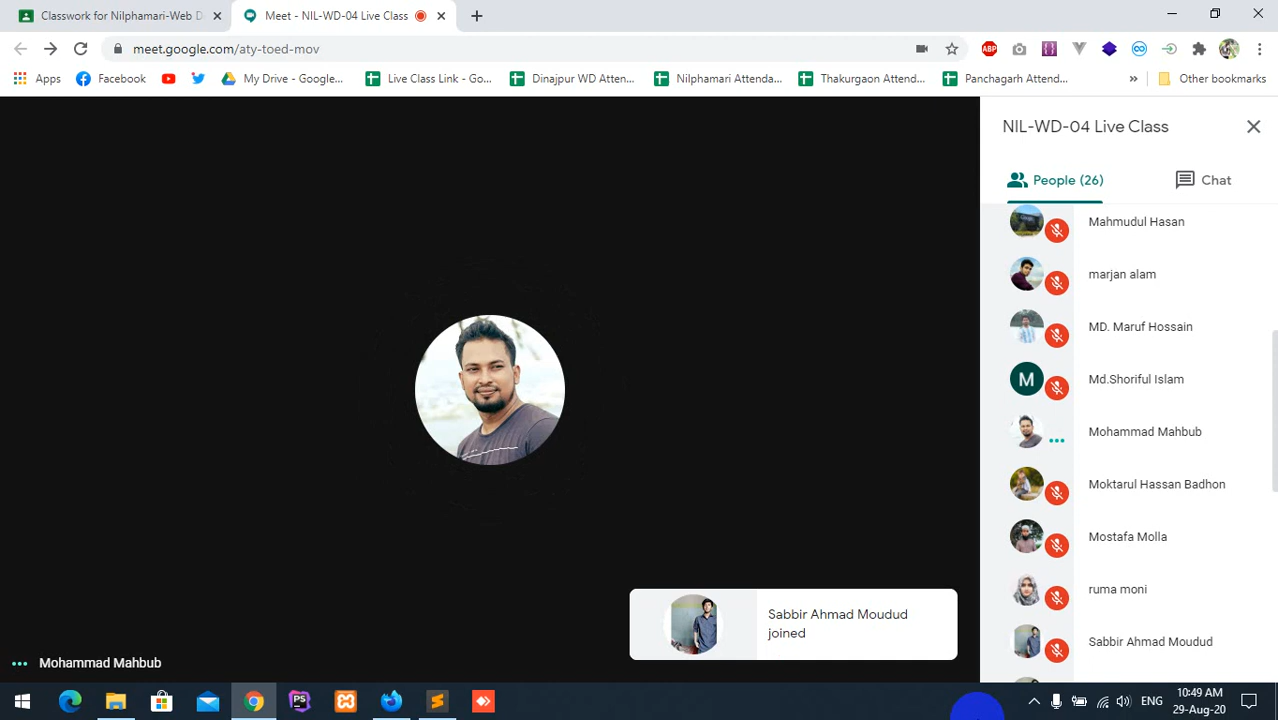 Classwork for Nilphamari-Web D
Meet - NIL-WD-04 Live Class
meet.google.com/aty-toed-mov
ABP
Apps
Facebook
My Drive - Google...
Live Class Link - Go...
Dinajpur WD Atten...
Nilphamari Attenda...
Thakurgaon Attend...
Panchagarh Attend...
»
Other bookmarks
NIL-WD-04 Live Class
People (26)
Chat
Mahmudul Hasan
marjan alam
MD. Maruf Hossain
M
Md.Shoriful Islam
Mohammad Mahbub
Moktarul Hassan Badhon
Mostafa Molla
ruma moni
Sabbir Ahmad Moudud
joined
Sabbir Ahmad Moudud
Mohammad Mahbub
PS
ENG
10:49 AM
29-Aug-20